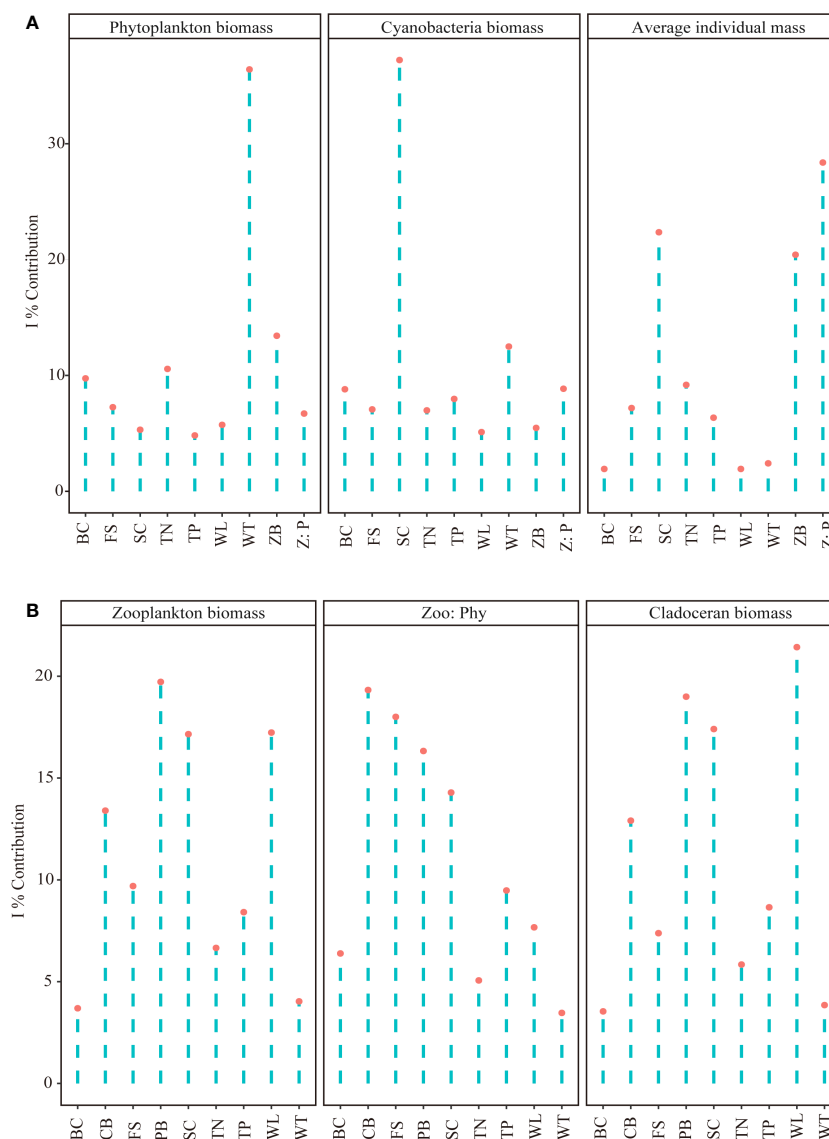 A
Phytoplankton biomass
Cyanobacteria biomass
Average individual mass
I % Contribution
30
20
10
0
BC FS SC TN TP WL WT ZB Z: P
BC FS SC TN TP WL WT ZB Z: P
BC FS SC TN TP WL WT ZB Z: P
B
Zooplankton biomass
Zoo: Phy
Cladoceran biomass
I % Contribution
20
15
10
5
0
BC CB FS PB SC TN TP WL WT
BC CB FS PB SC TN TP WL WT
BC CB FS PB SC TN TP WL WT